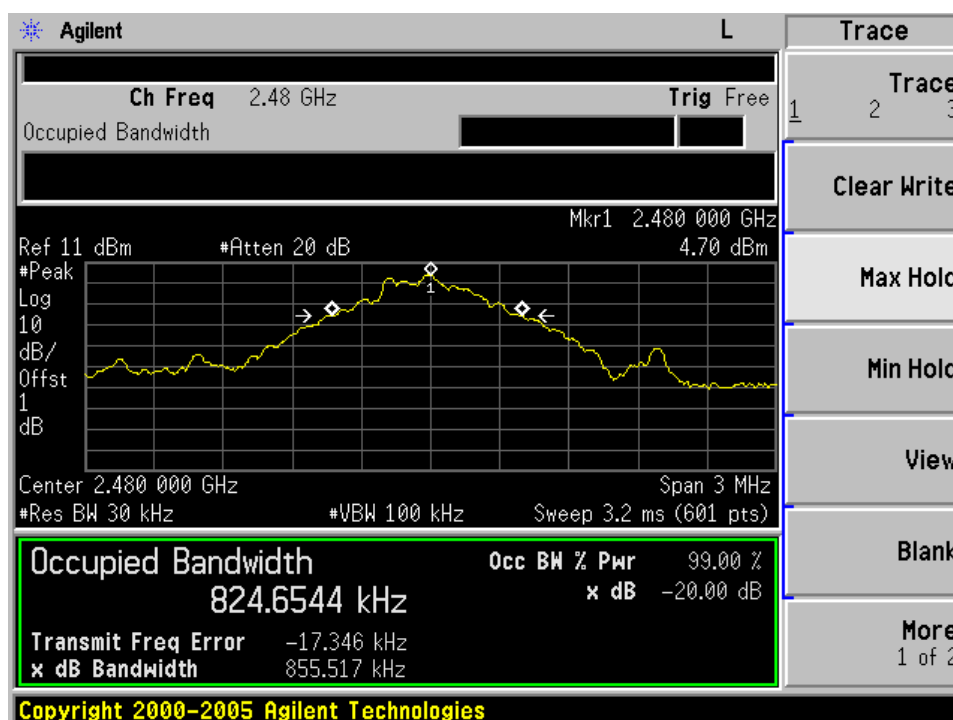 Agilent L Trace
Ch Freq 2.48 GHz Trig Free
Occupied Bandwidth
Trace
1 2 3
Clear Write
Mkr1 2.480 000 GHz
Ref 11 dBm #Atten 20 dB 4.70 dBm
#Peak
Log
10
dB/
Offst
1
dB
1
Max Hold
Min Hold
View
Center 2.480 000 GHz Span 3 MHz
#Res BW 30 kHz #VBW 100 kHz Sweep 3.2 ms (601 pts)
Occupied Bandwidth
824.6544 kHz
Occ BW % Pwr 99.00 %
x dB -20.00 dB
Transmit Freq Error -17.346 kHz
x dB Bandwidth 855.517 kHz
Blank
More
1 of 2
Copyright 2000-2005 Agilent Technologies